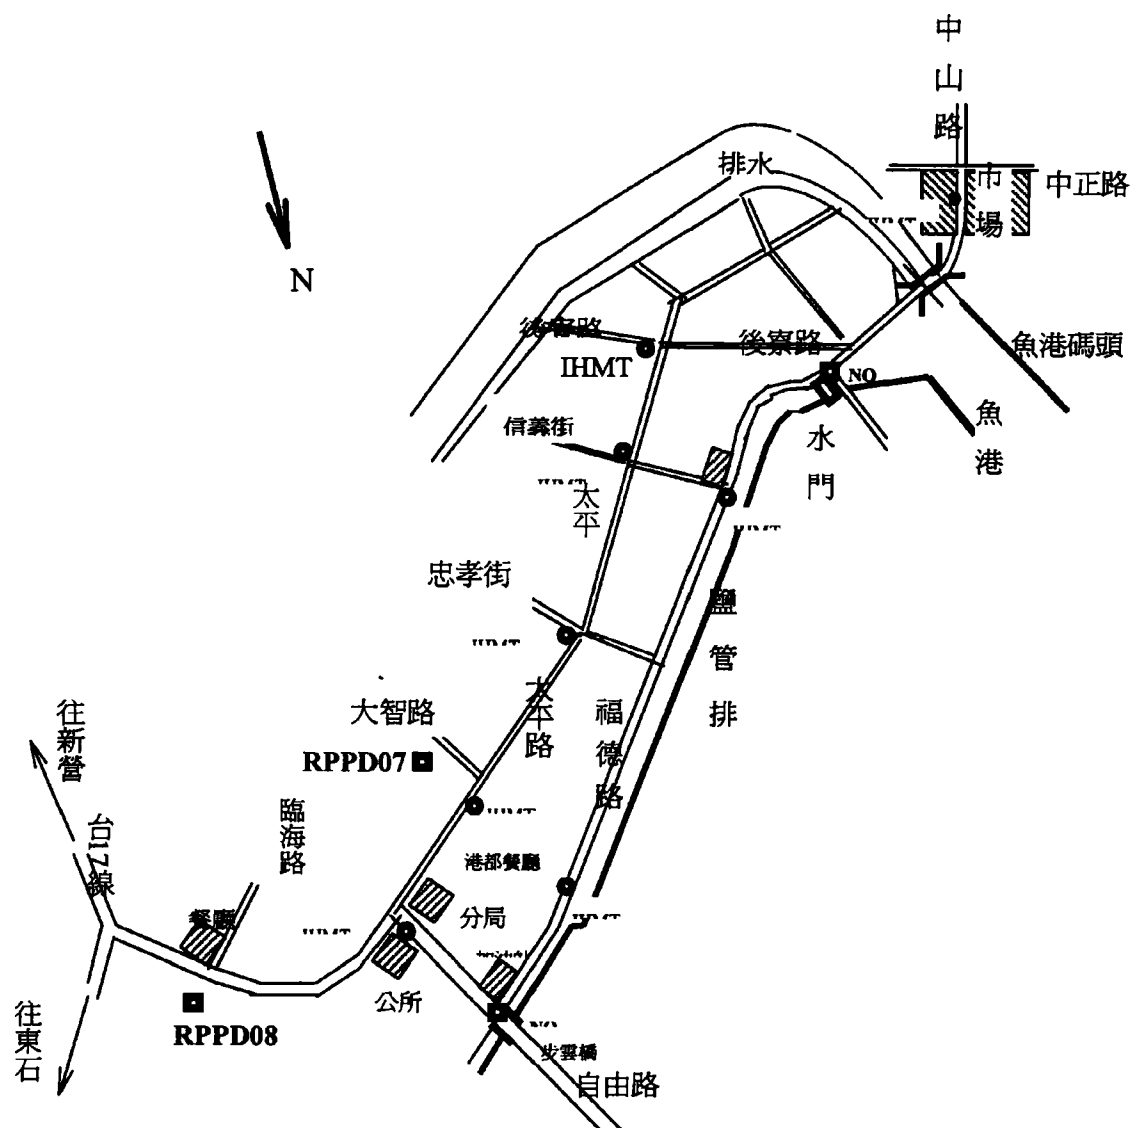 中山路
排水
市場
中正路
N
後寮路
後寮路
IHMT
魚港碼頭
NO
魚港
信義街
水門
太平
忠孝街
鹽管排
太平路
大智路
福德路
往新營
RPPD07
臨海路
台17線
港都餐廳
餐廳
分局
公所
往東石
RPPD08
步雲橋
自由路